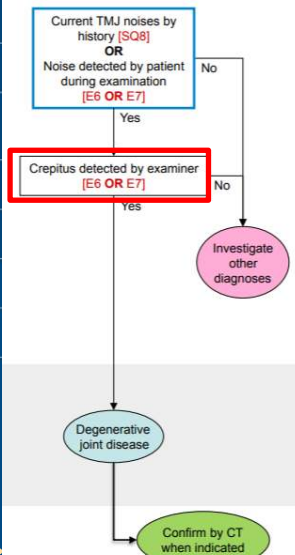 Current TMJ noises by
history [SQ8]
OR
Noise detected by patient
during examination
[E6 OR E7]
No
Yes
Crepitus detected by examiner
[E6 OR E7]
No
Yes
Investigate
other
diagnoses
Degenerative
joint disease
Confirm by CT
when indicated